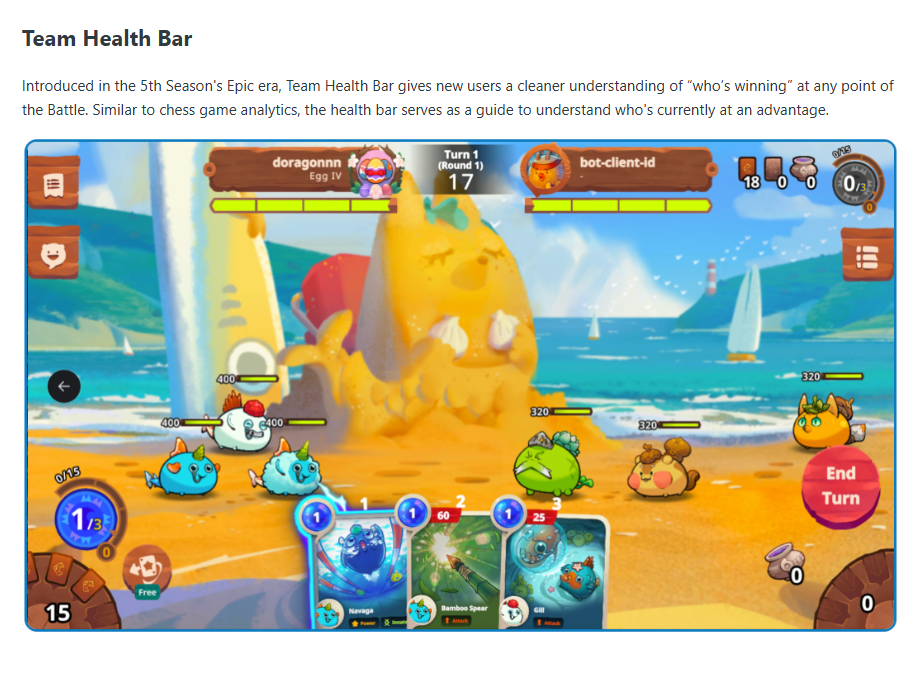 Team Health Bar
Introduced in the 5th Season's Epic era, Team Health Bar gives new users a cleaner understanding of “who’s winning” at any point of
the Battle. Similar to chess game analytics, the health bar serves as a guide to understand who's currently at an advantage.
doragonnn
Egg IV
Turn 1
(Round 1)
17
bot-client-id
-
18
0
0
0/15
0/3
0
400
400
400
320
320
320
0/15
1/3
0
Free
15
1
1
Navaga
Power
Donate
1
2
60
Bamboo Spear
Attack
1
3
25
Gill
Attack
End
Turn
0
0